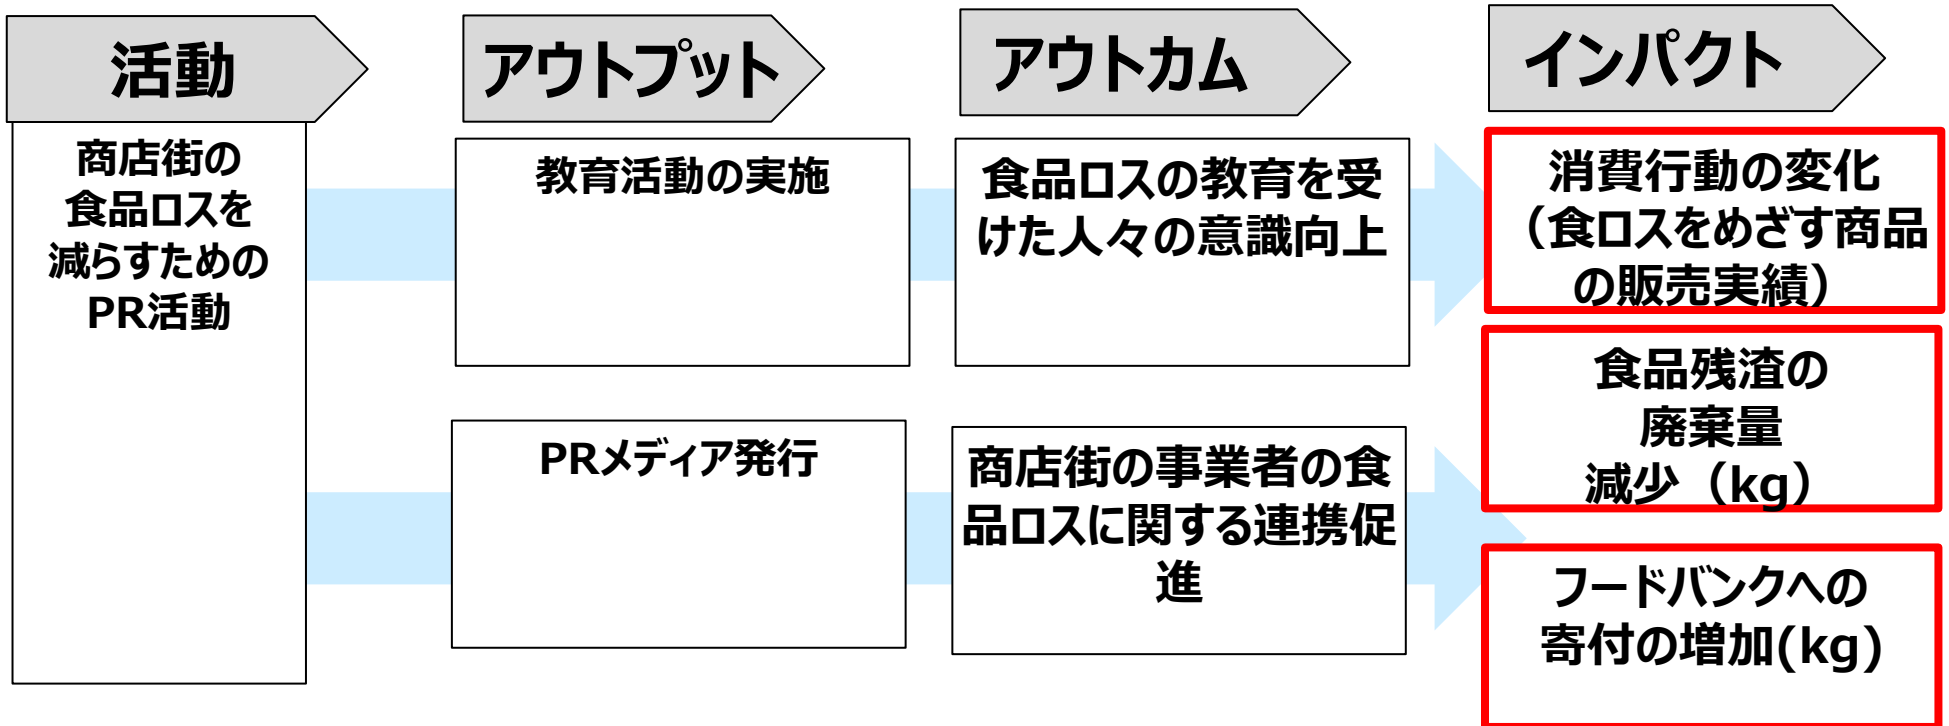 活動
アウトプット
アウトカム
インパクト
商店街の
食品ロスを
減らすための
PR活動
教育活動の実施
食品ロスの教育を受
けた人々の意識向上
消費行動の変化
（食ロスをめざす商品
の販売実績）
食品残渣の
廃棄量
減少（kg）
PRメディア発行
商店街の事業者の食
品ロスに関する連携促
進
フードバンクへの
寄付の増加(kg)